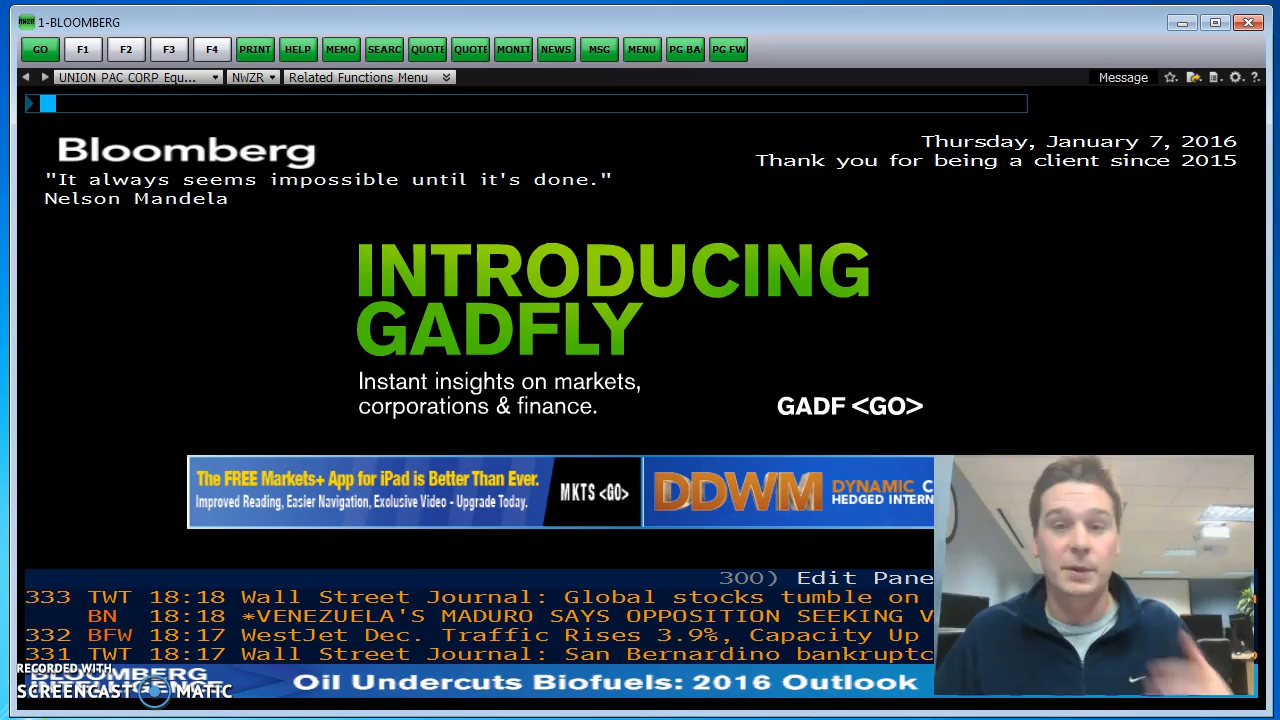 1-BLOOMBERG
GO F1 F2 F3 F4 PRINT HELP MEMO SEARC QUOTE QUOTE MONIT NEWS MSG MENU PG BA PG FW
UNION PAC CORP Equ... NWZR Related Functions Menu Message
Bloomberg
Thursday, January 7, 2016
Thank you for being a client since 2015
"It always seems impossible until it's done."
Nelson Mandela
INTRODUCING
GADFLY
Instant insights on markets,
corporations & finance.
GADF <GO>
The FREE Markets+ App for iPad is Better Than Ever.
Improved Reading, Easier Navigation, Exclusive Video - Upgrade Today.
MKTS <GO>
DDWM
DYNAMIC C
HEDGED INTERN
300) Edit Pane
333 TWT 18:18 Wall Street Journal: Global stocks tumble on
BN 18:18 *VENEZUELA'S MADURO SAYS OPPOSITION SEEKING V
332 BFW 18:17 WestJet Dec. Traffic Rises 3.9%, Capacity Up
331 TWT 18:17 Wall Street Journal: San Bernardino bankruptc
RECORDED WITH
SCREENCAST MATIC
BLOOMBERG
Oil Undercuts Biofuels: 2016 Outlook